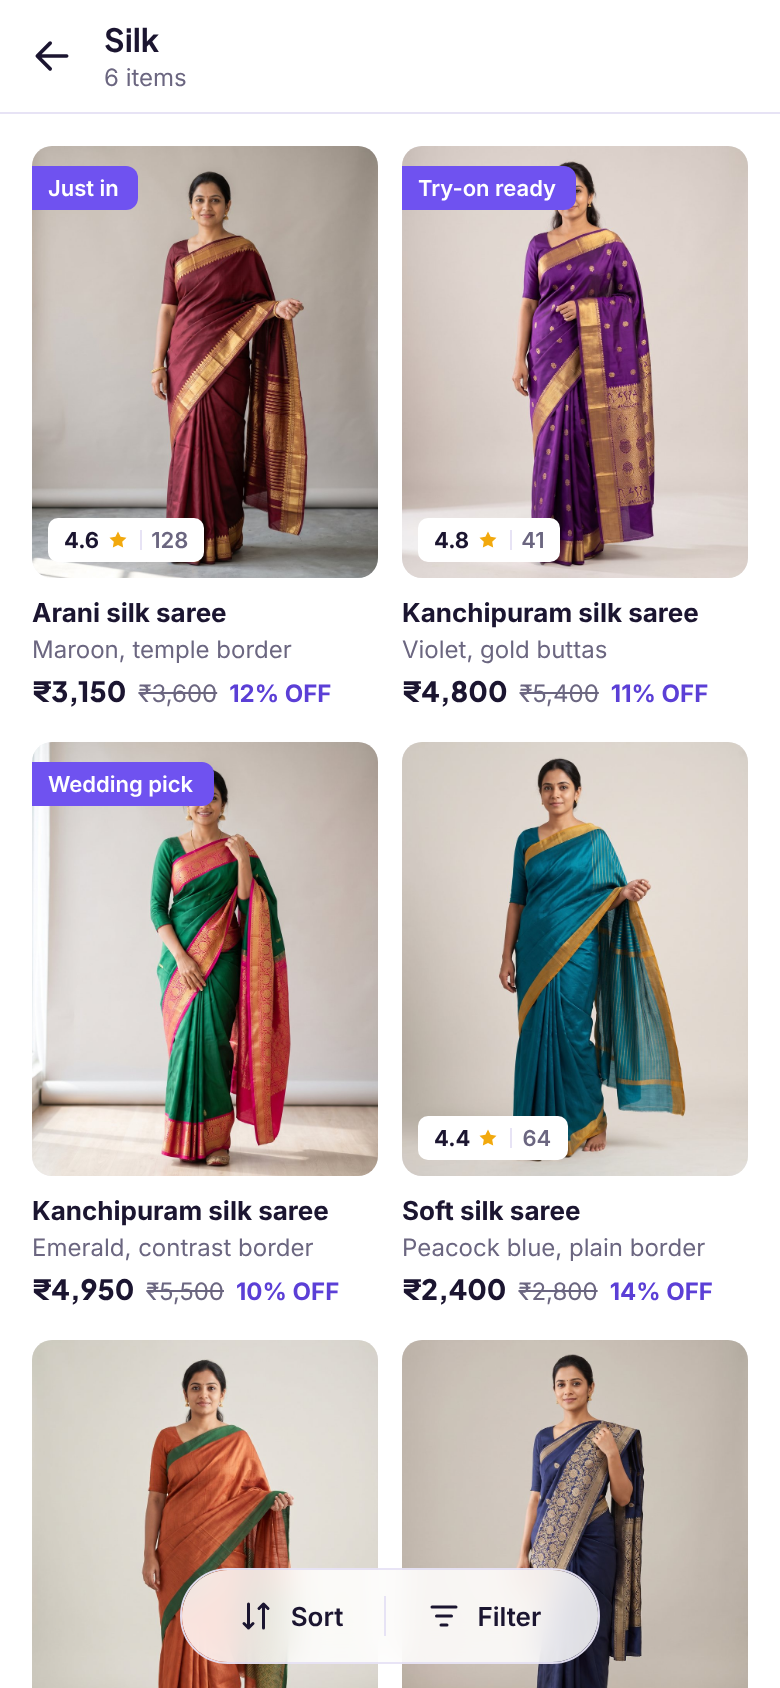 Silk
6 items
Just in
Try-on ready
4.6 128
4.8 41
Arani silk saree
Maroon, temple border
₹3,150 ₹3,600 12% OFF
Kanchipuram silk saree
Violet, gold buttas
₹4,800 ₹5,400 11% OFF
Wedding pick
4.4 64
Kanchipuram silk saree
Emerald, contrast border
₹4,950 ₹5,500 10% OFF
Soft silk saree
Peacock blue, plain border
₹2,400 ₹2,800 14% OFF
Sort
Filter